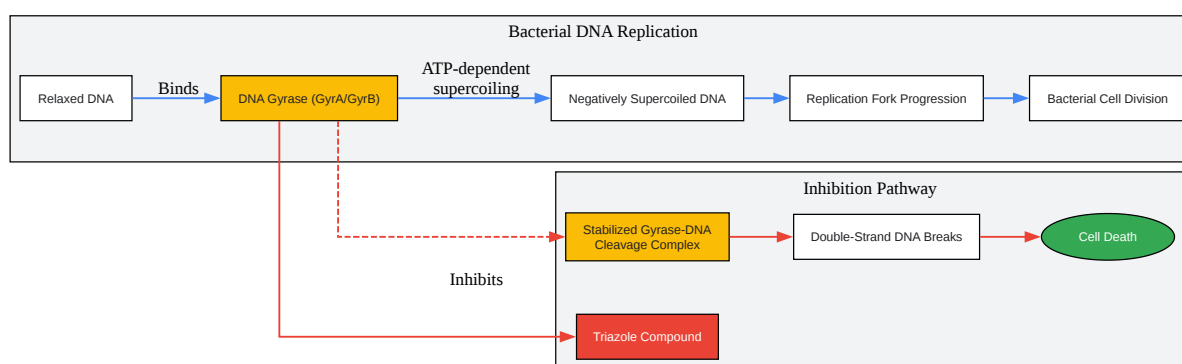 Bacterial DNA Replication
Relaxed DNA
Binds
DNA Gyrase (GyrA/GyrB)
ATP-dependent
supercoiling
Negatively Supercoiled DNA
Replication Fork Progression
Bacterial Cell Division
Inhibition Pathway
Stabilized Gyrase-DNA
Cleavage Complex
Double-Strand DNA Breaks
Cell Death
Inhibits
Triazole Compound